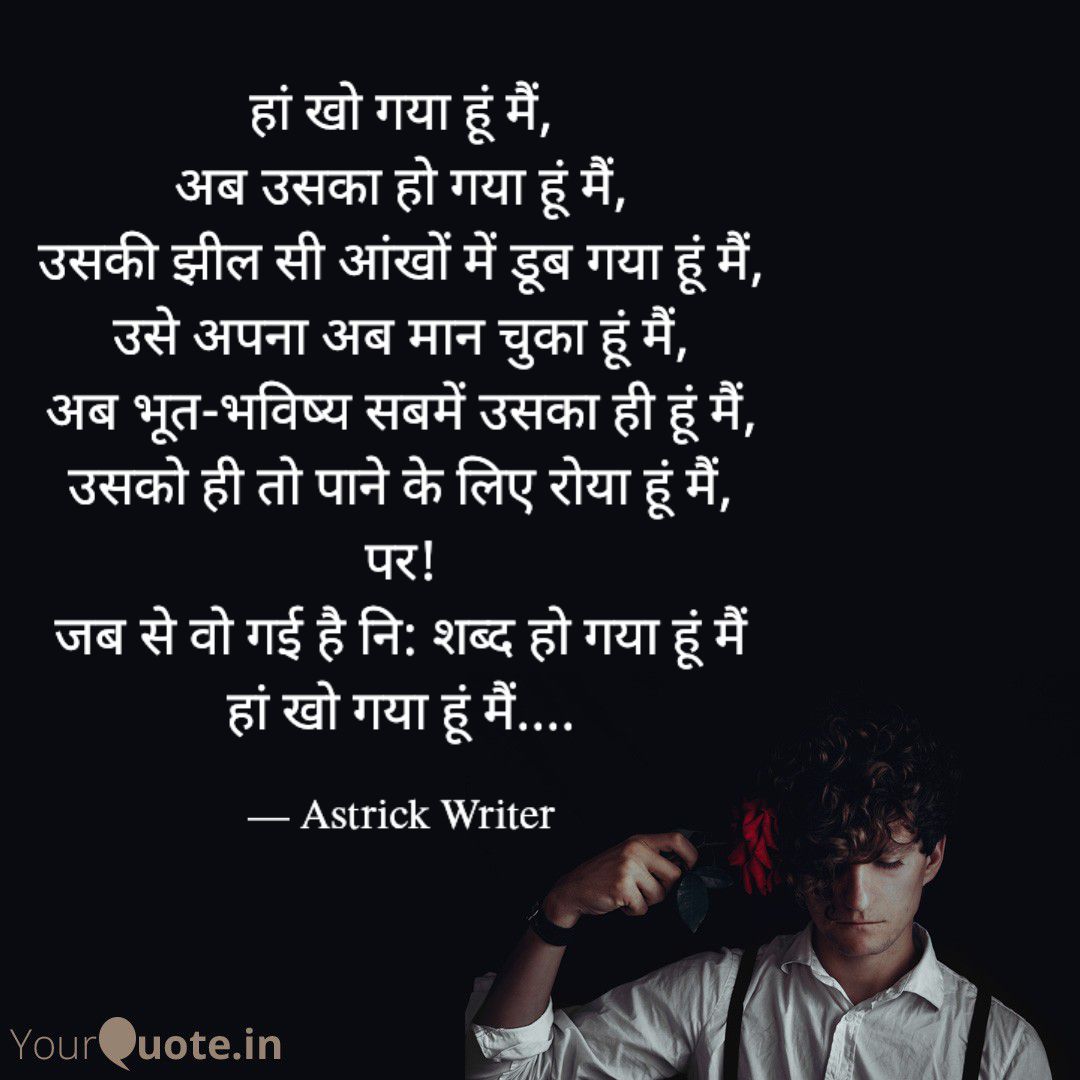 हां खो गया हूं मैं,
अब उसका हो गया हूं मैं,
उसकी झील सी आंखों में डूब गया हूं मैं,
उसे अपना अब मान चुका हूं मैं,
अब भूत-भविष्य सबमें उसका ही हूं मैं,
उसको ही तो पाने के लिए रोया हूं मैं,
पर!
जब से वो गई है नि: शब्द हो गया हूं मैं
हां खो गया हूं मैं....
— Astrick Writer
YourQuote.in